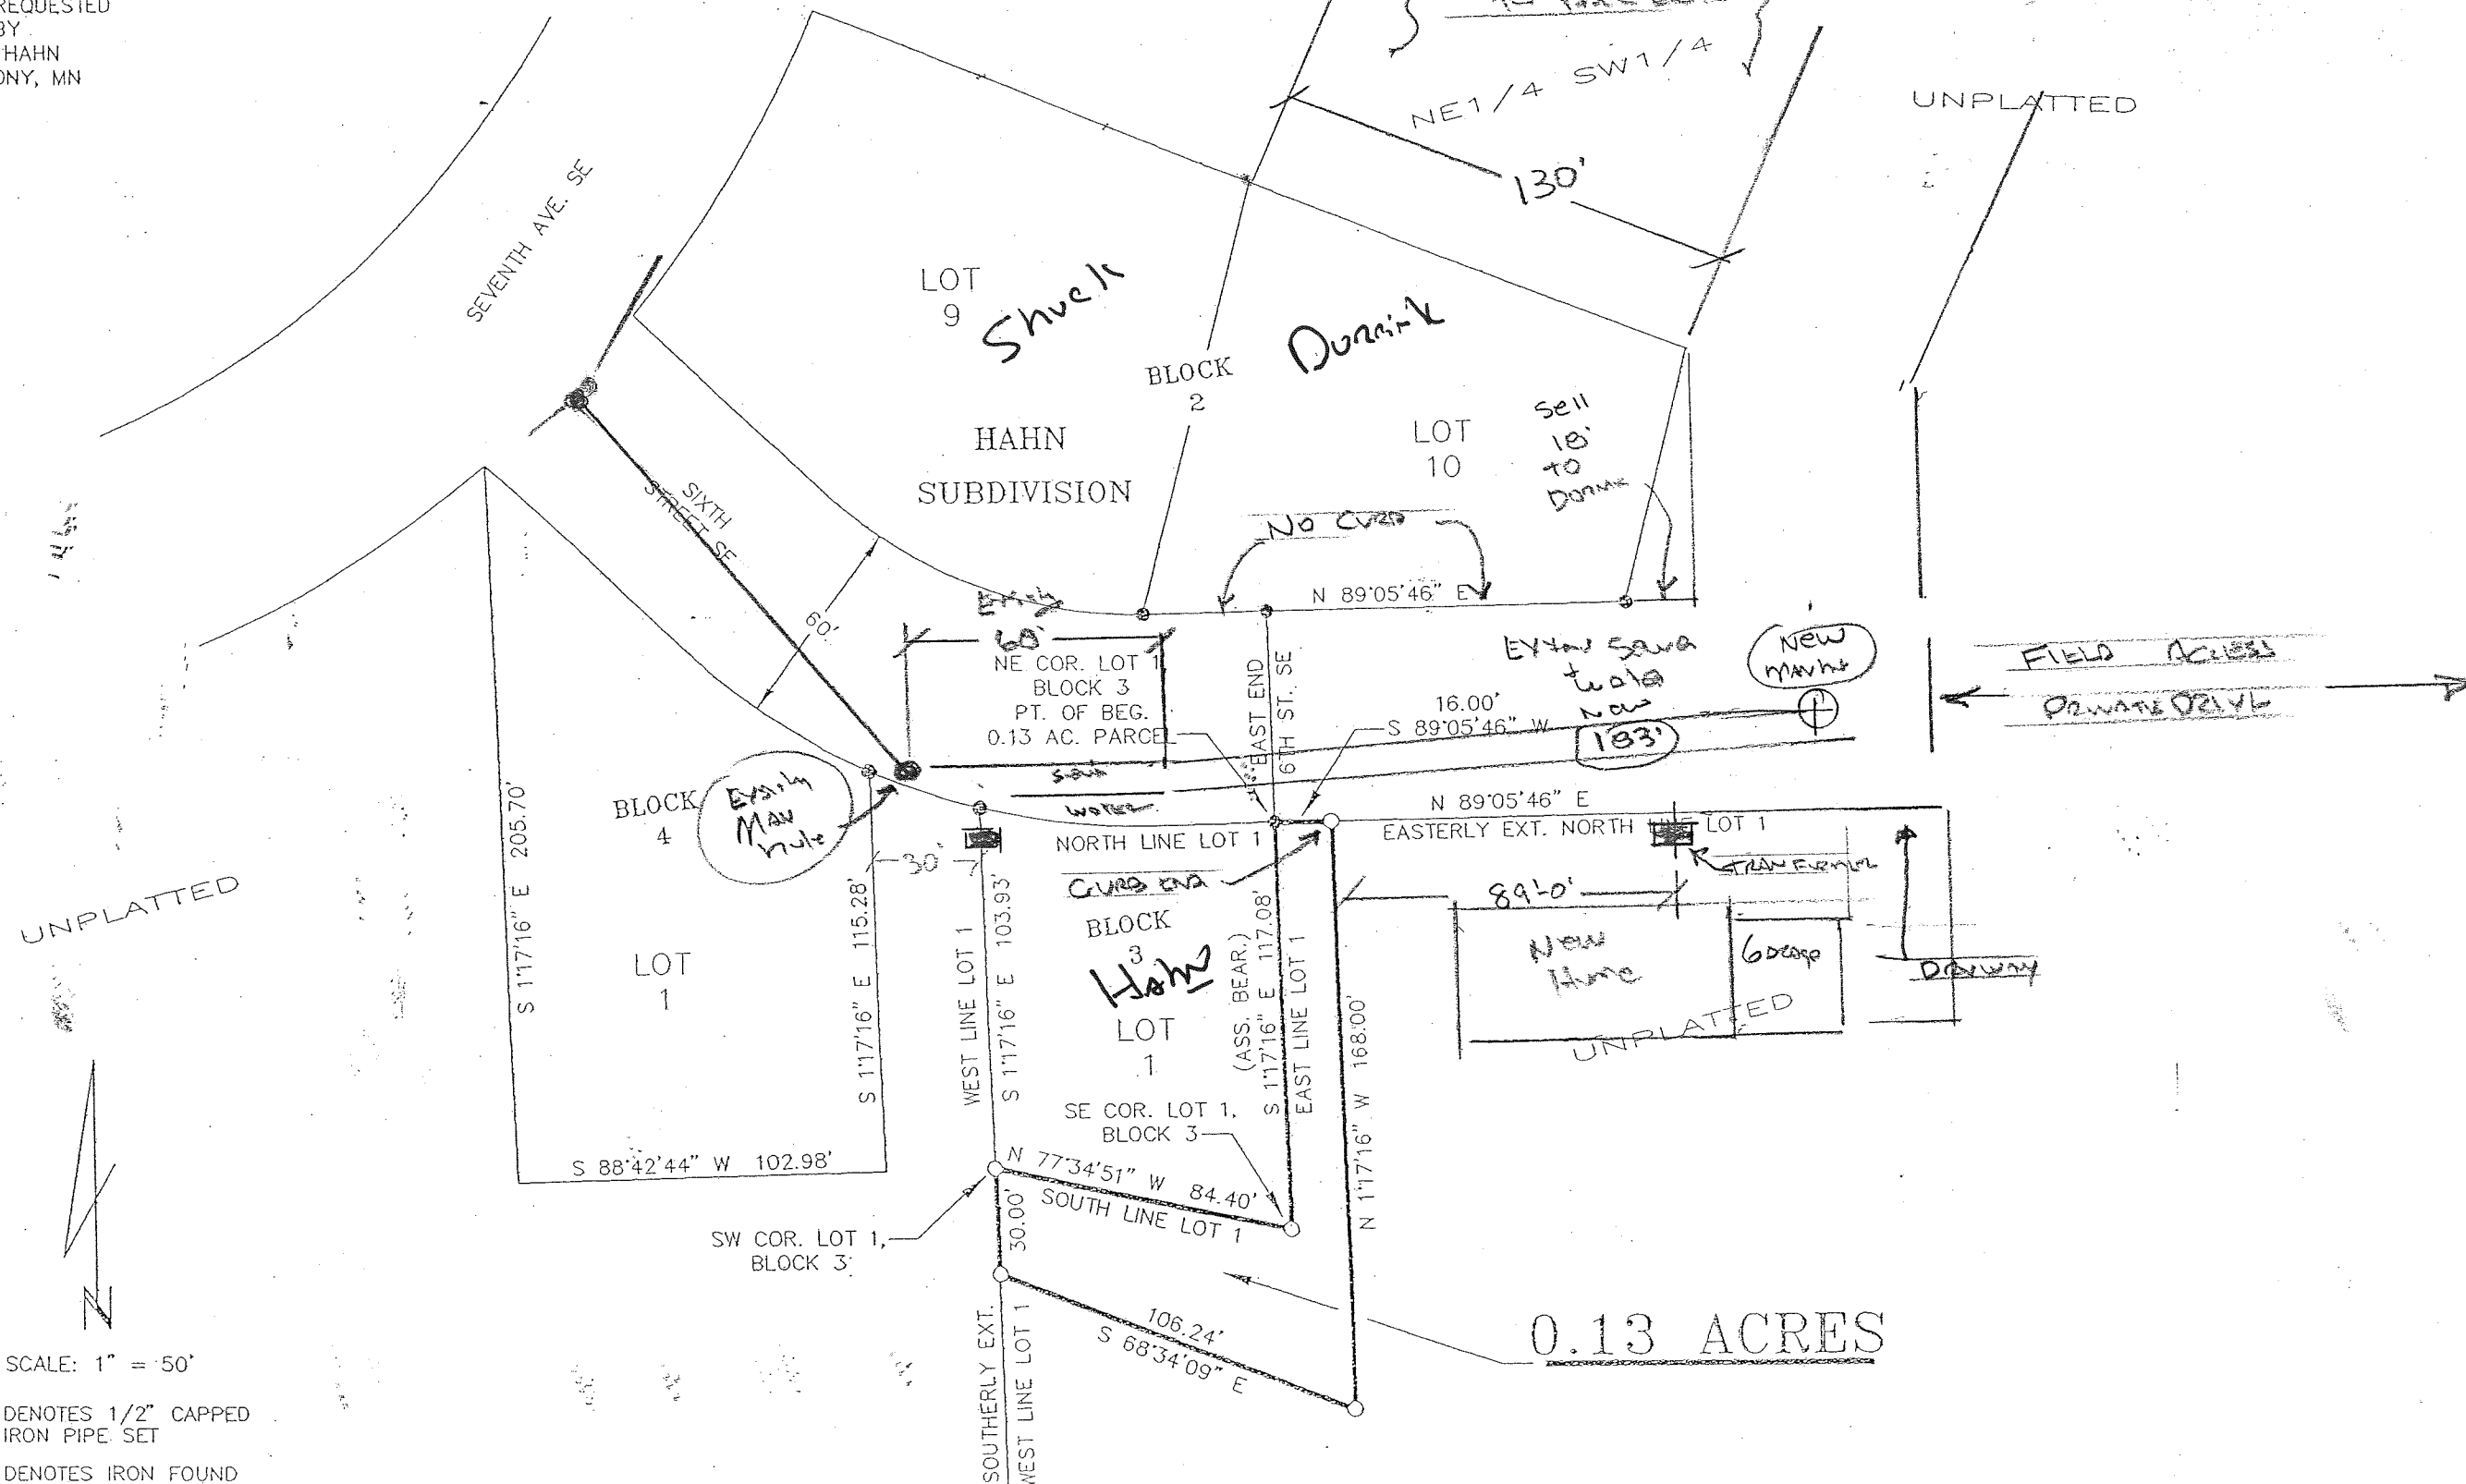 REQUESTED
BY
HAHN
ONY, MN
NE1/4 SW1/4
UNPLATTED
130'
SEVENTH AVE. SE
LOT
9
Shuck
BLOCK
2
HAHN
SUBDIVISION
LOT
10
Sell
18'
to
No Curb
SIXTH
STREET SE
60'
N 89°05'46" E
60'
NE COR. LOT 1
BLOCK 3
PT. OF BEG.
0.13 AC. PARCEL
EAST END
6TH ST. SE
16.00'
S 89°05'46" W
183'
New
FIELD ACCESS
PRIVATE DRIVE
BLOCK
4
Water
NORTH LINE LOT 1
N 89°05'46" E
EASTERLY EXT. NORTH LINE LOT 1
CURB END
30'
89'-0'
New
Home
Garage
UNPLATTED
UNPLATTED
205.70'
S 1°17'16" E
LOT
1
S 1°17'16" E 115.28'
WEST LINE LOT 1
S 1°17'16" E 103.93'
BLOCK
3
Hahn
LOT
1
(ASS. BEAR.)
S 1°17'16" E 117.08'
EAST LINE LOT 1
N 1°17'16" W 168.00'
SE COR. LOT 1,
BLOCK 3
S 88°42'44" W 102.98'
N 77°34'51" W 84.40'
SOUTH LINE LOT 1
SW COR. LOT 1,
BLOCK 3
30.00'
SOUTHERLY EXT.
WEST LINE LOT 1
106.24'
S 68°34'09" E
0.13 ACRES
N
SCALE: 1" = 50'
DENOTES 1/2" CAPPED
IRON PIPE SET
DENOTES IRON FOUND